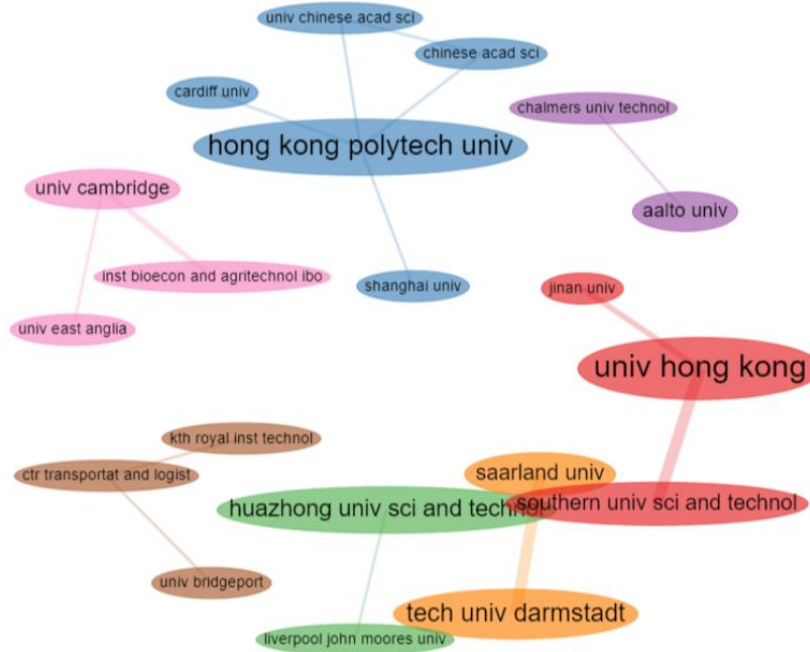 univ chinese acad sci
chinese acad sci
cardiff univ
chalmers univ technol
hong kong polytech univ
univ cambridge
aalto univ
inst bioecon and agritechnol ibo
shanghai univ
jinan univ
univ east anglia
univ hong kong
kth royal inst technol
ctr transportat and logist
saarland univ
huazhong univ sci and technol
southern univ sci and technol
univ bridgeport
tech univ darmstadt
liverpool john moores univ